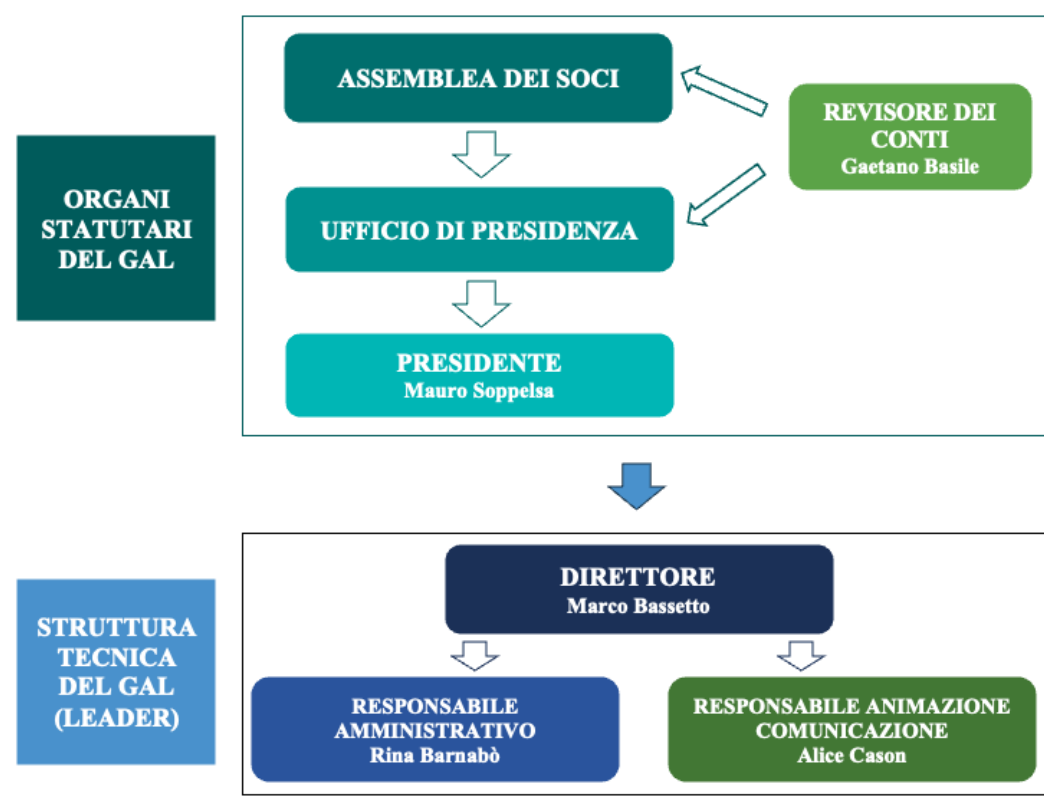 ORGANI
STATUTARI
DEL GAL
ASSEMBLEA DEI SOCI
REVISORE DEI
CONTI
Gaetano Basile
UFFICIO DI PRESIDENZA
PRESIDENTE
Mauro Soppelsa
STRUTTURA
TECNICA
DEL GAL
(LEADER)
DIRETTORE
Marco Bassetto
RESPONSABILE
AMMINISTRATIVO
Rina Barnabò
RESPONSABILE ANIMAZIONE
COMUNICAZIONE
Alice Cason